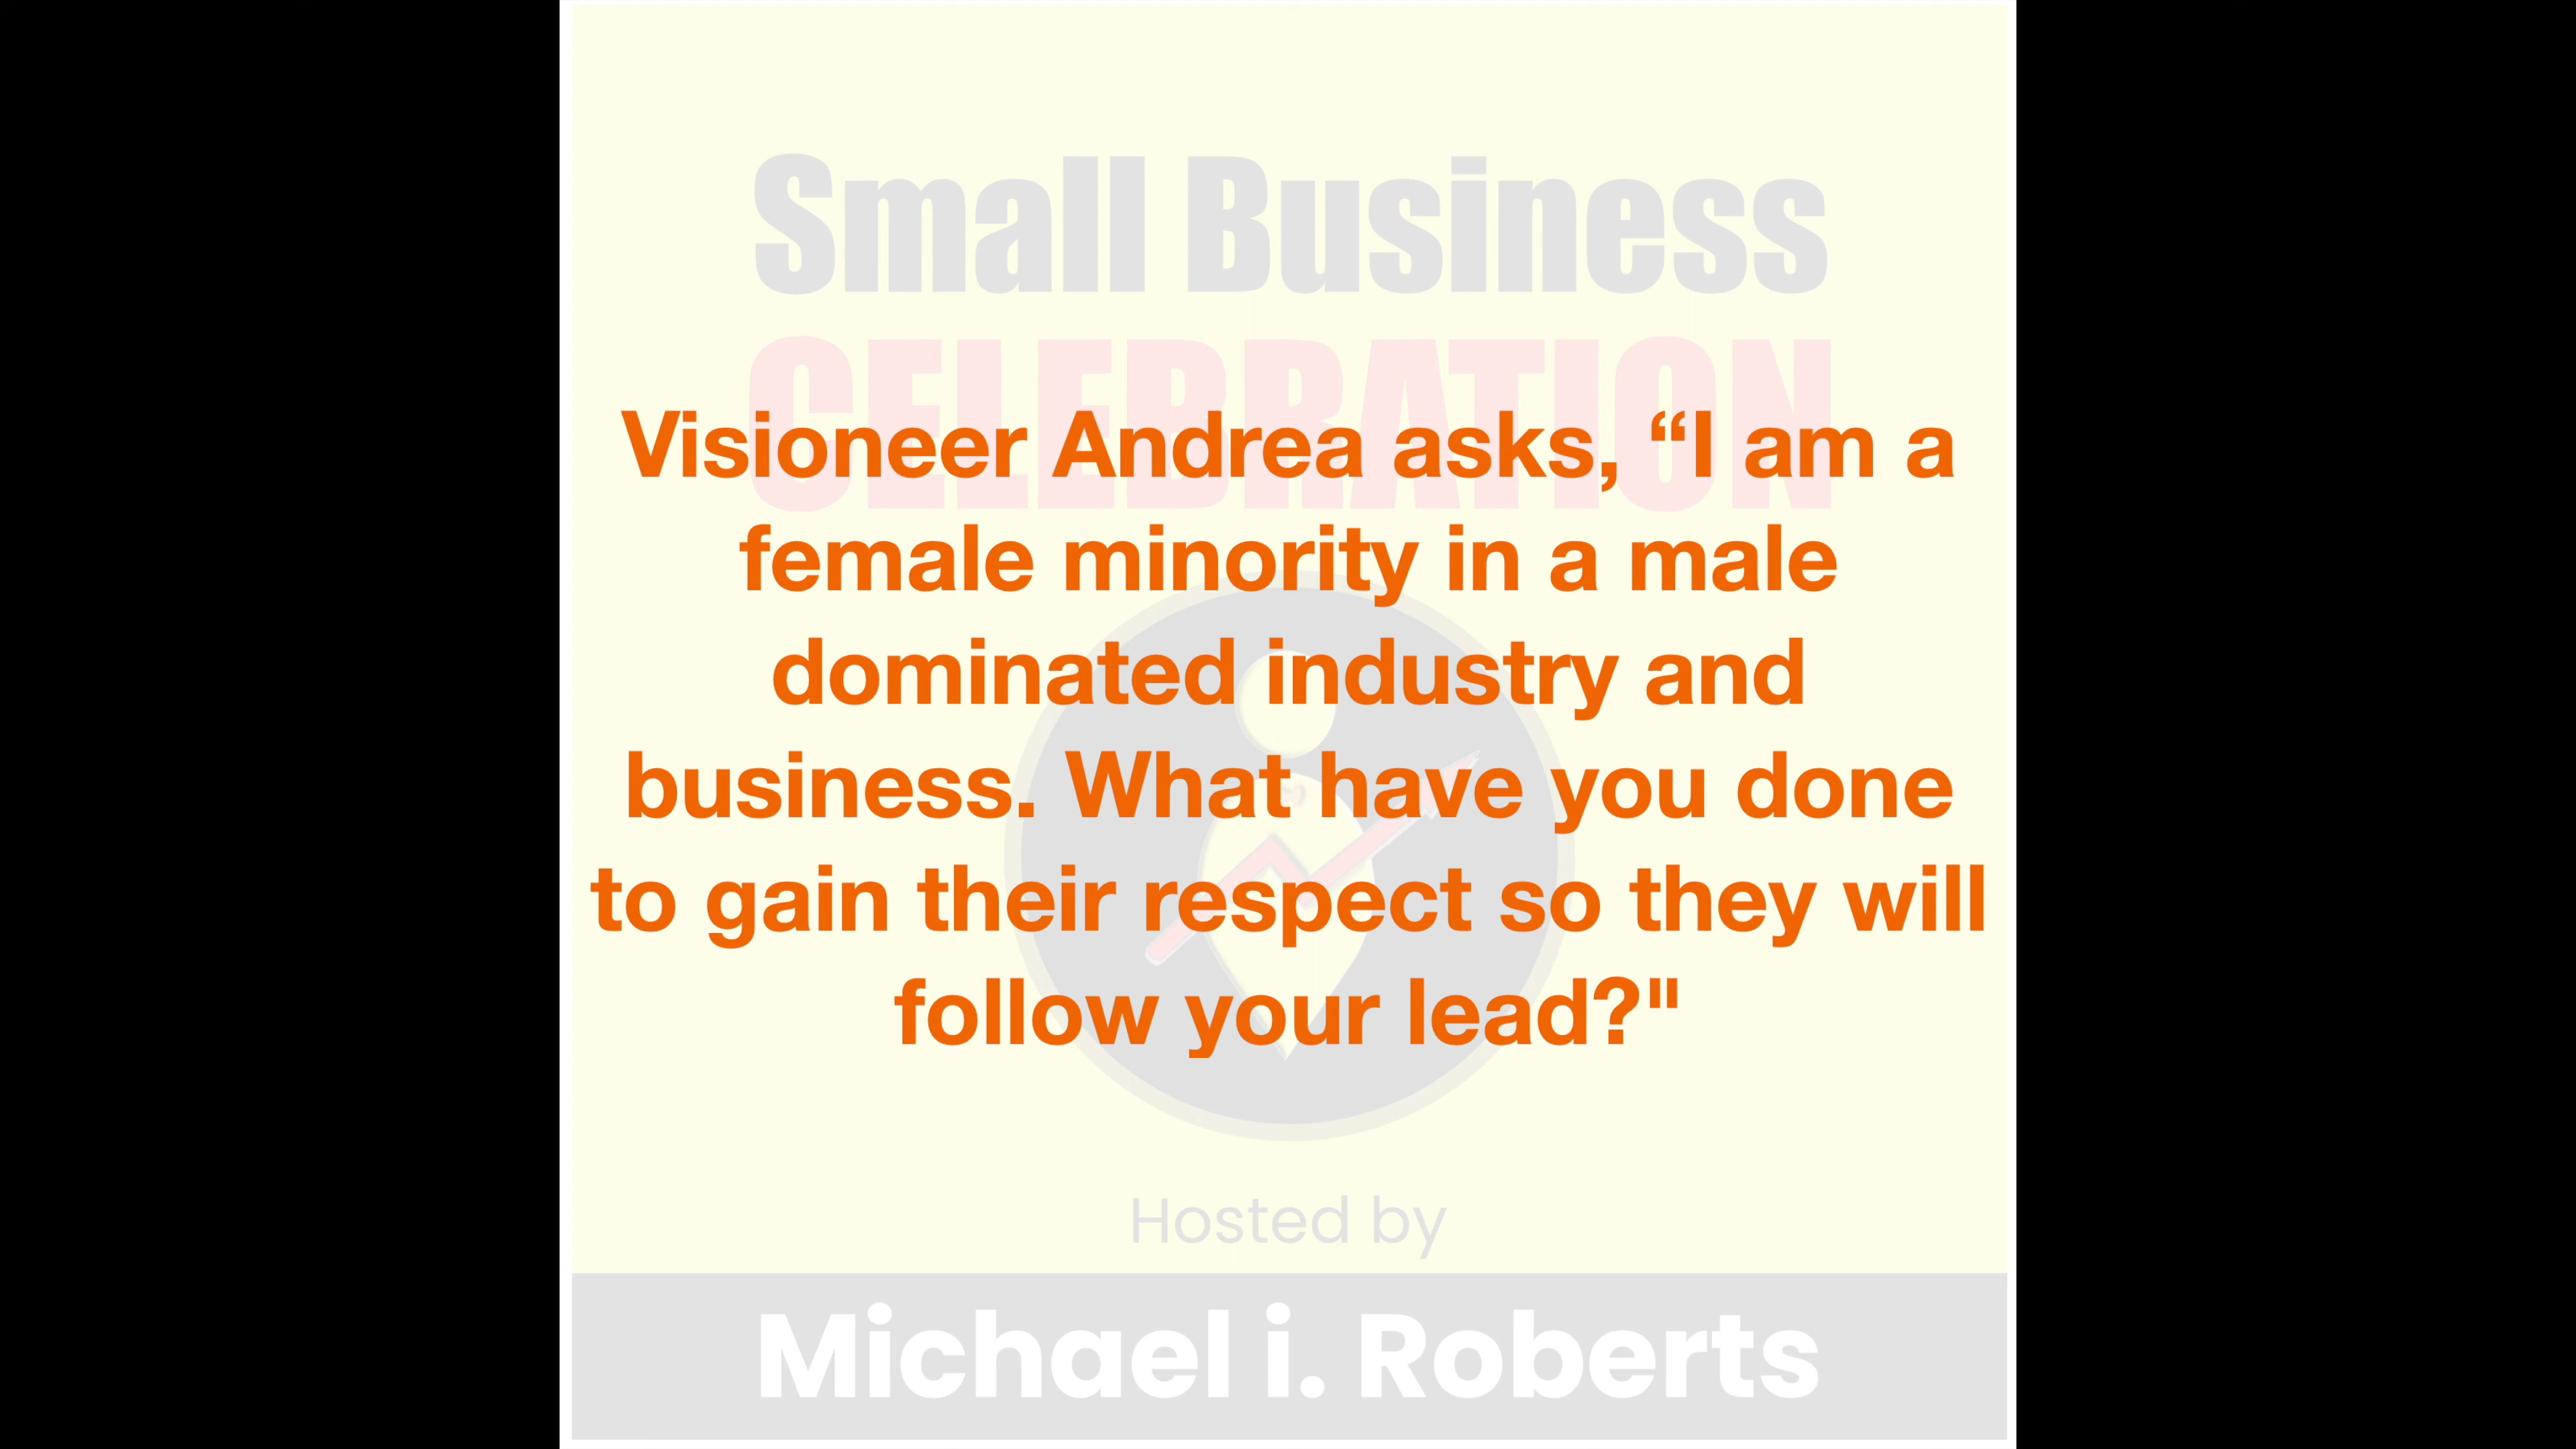 Small Business
CELEBRATION
Visioneer Andrea asks, “I am a
female minority in a male
dominated industry and
business. What have you done
to gain their respect so they will
follow your lead?"
Hosted by
Michael i. Roberts